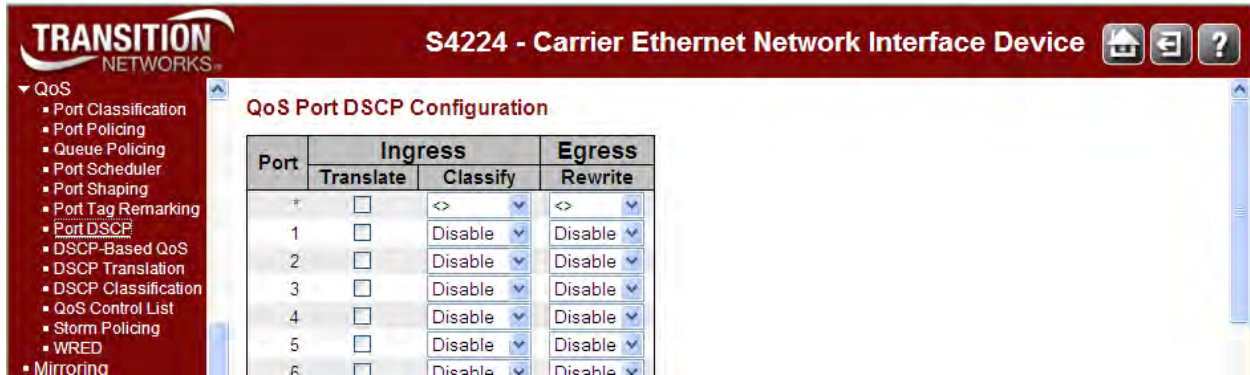 TRANSITION
NETWORKS
S4224 - Carrier Ethernet Network Interface Device
?
QoS
Port Classification
Port Policing
Queue Policing
Port Scheduler
Port Shaping
Port Tag Remarking
Port DSCP
DSCP-Based QoS
DSCP Translation
DSCP Classification
QoS Control List
Storm Policing
WRED
Mirroring
QoS Port DSCP Configuration
Port Ingress Egress
Translate Classify Rewrite
* <> <>
1 Disable Disable
2 Disable Disable
3 Disable Disable
4 Disable Disable
5 Disable Disable
6 Disable Disable